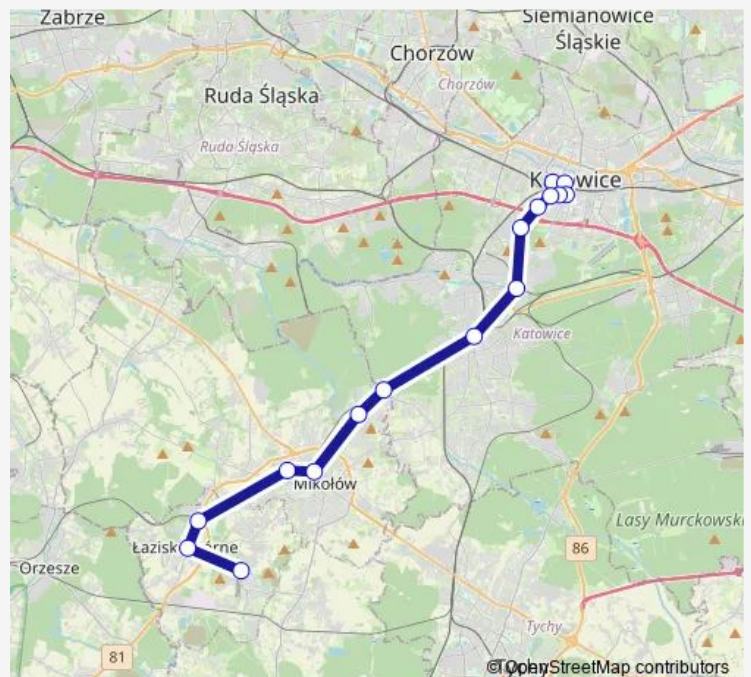 Zabrze
Siemianowice
Śląskie
Chorzów
Chorzów
Ruda Śląska
Ruda Śląska
Katowice
Mikołów
Lasy Murckowski
86
Orzesze
Tychy
81
© OpenStreetMap contributors